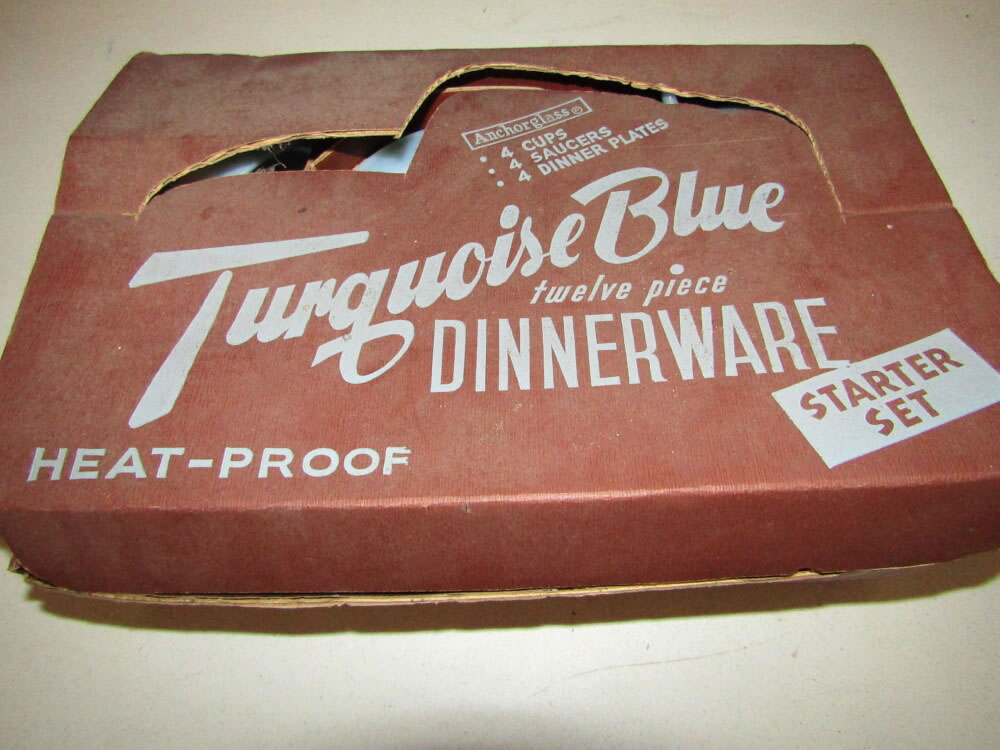 Anchorglass®
• 4 CUPS
• 4 SAUCERS
• 4 DINNER PLATES
Turquoise Blue
twelve piece
DINNERWARE
STARTER
SET
HEAT-PROOF